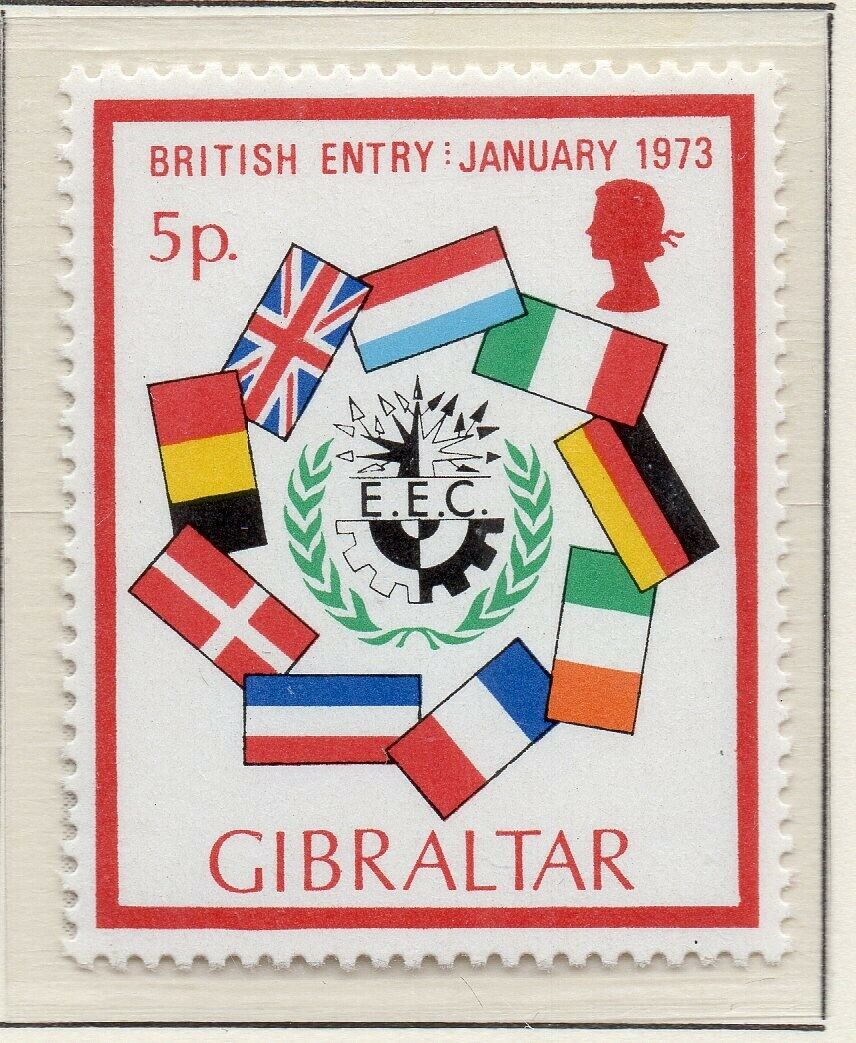 BRITISH ENTRY⋮JANUARY 1973
5p.
E.E.C.
GIBRALTAR